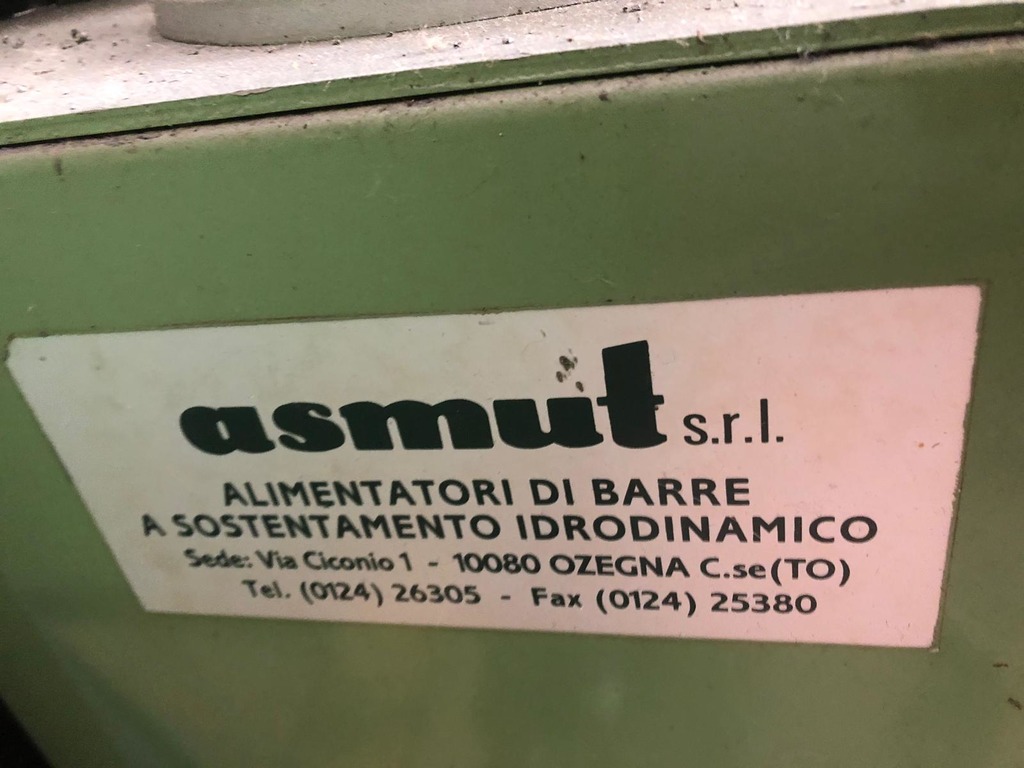 asmut s.r.l.
ALIMENTATORI DI BARRE
A SOSTENTAMENTO IDRODINAMICO
Sede: Via Ciconio 1 - 10080 OZEGNA C.se (TO)
Tel. (0124) 26305 - Fax (0124) 25380